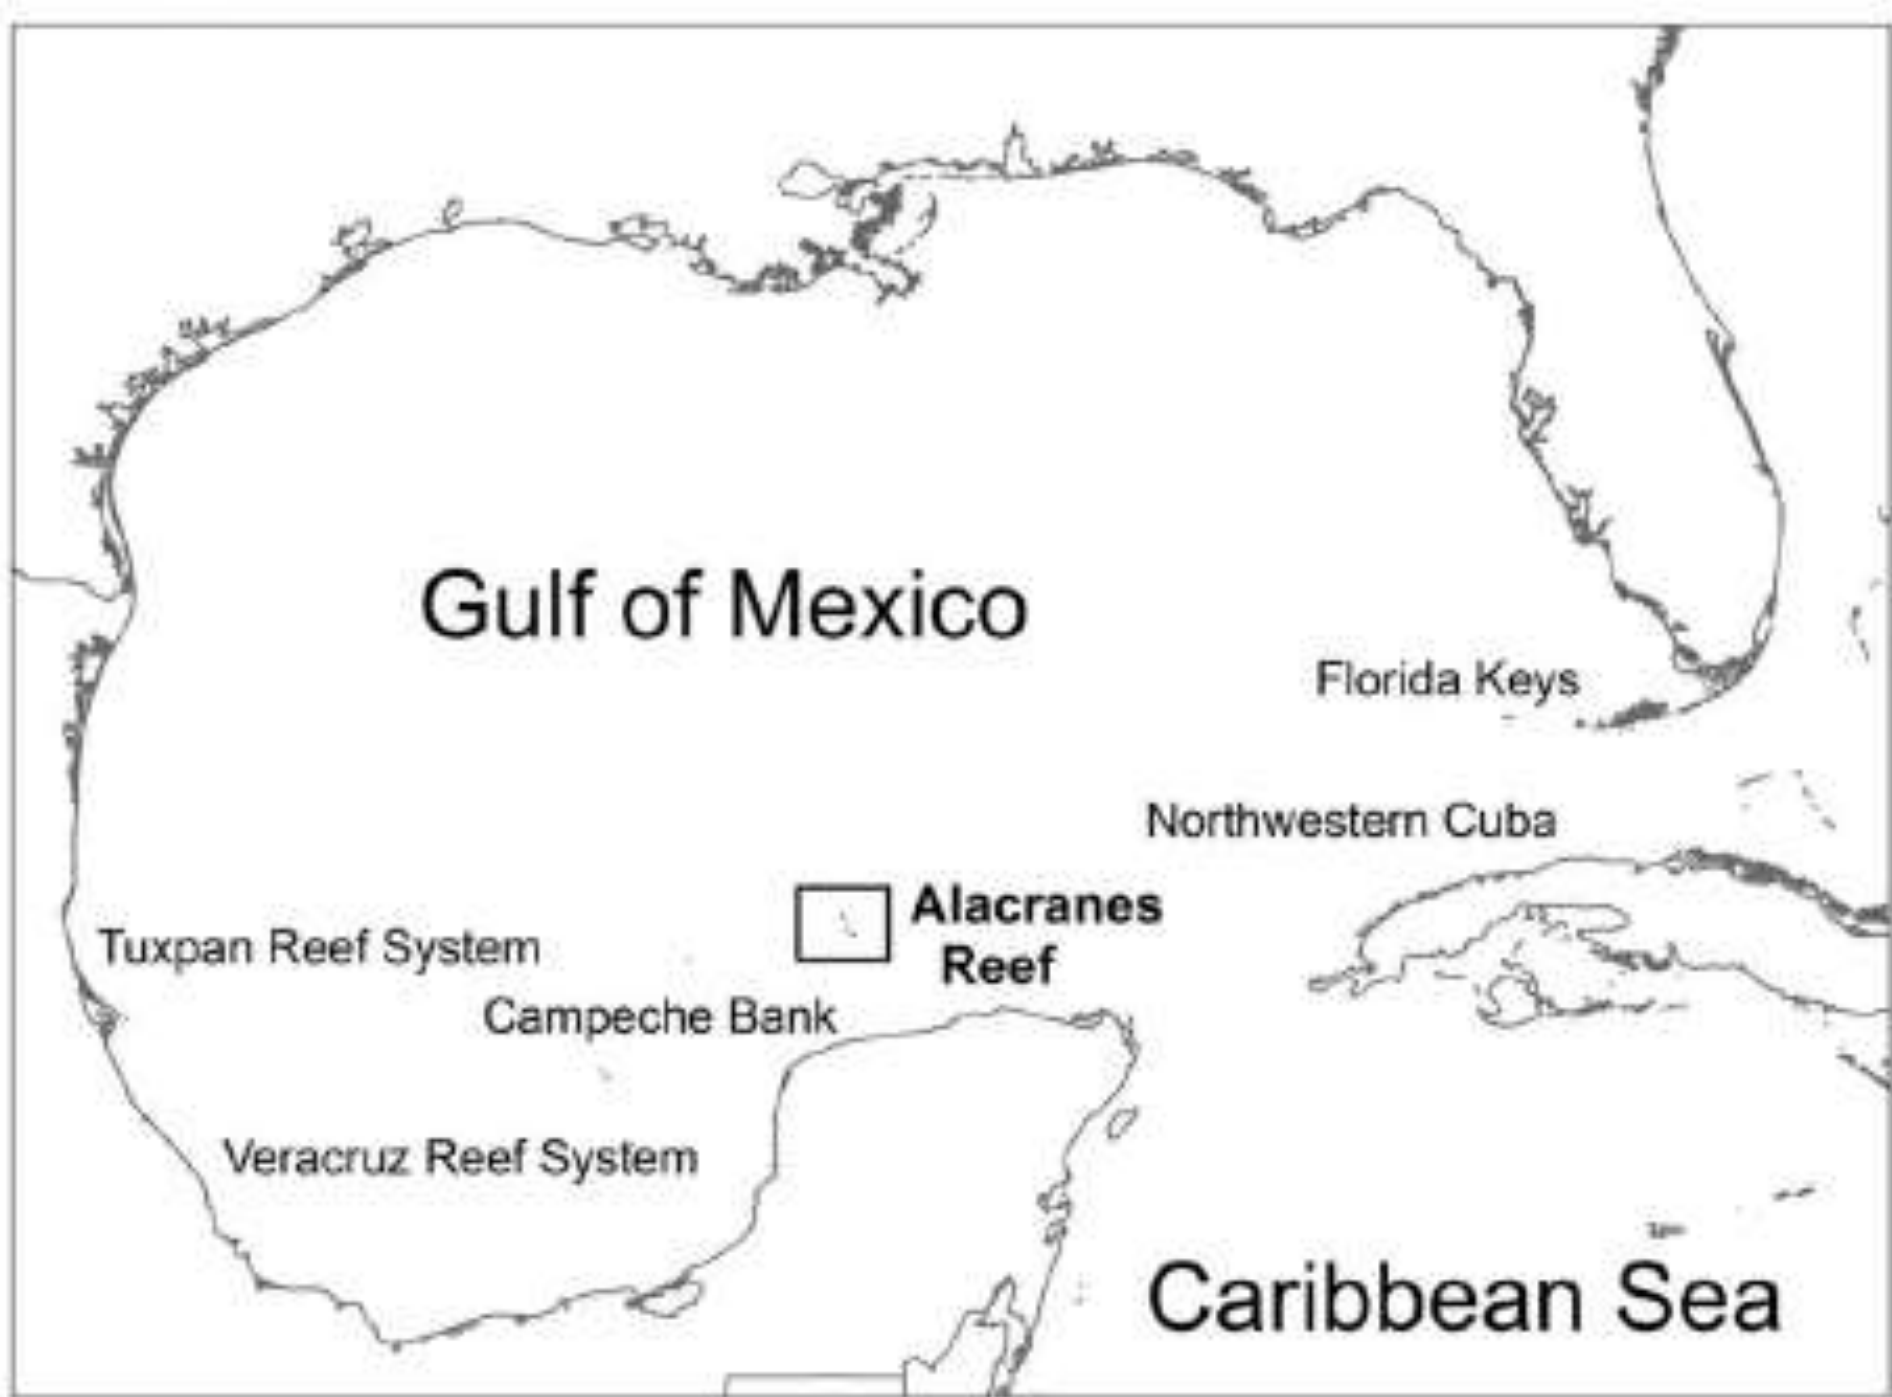 Gulf of Mexico
Florida Keys
Northwestern Cuba
Alacranes
Reef
Tuxpan Reef System
Campeche Bank
Veracruz Reef System
Caribbean Sea